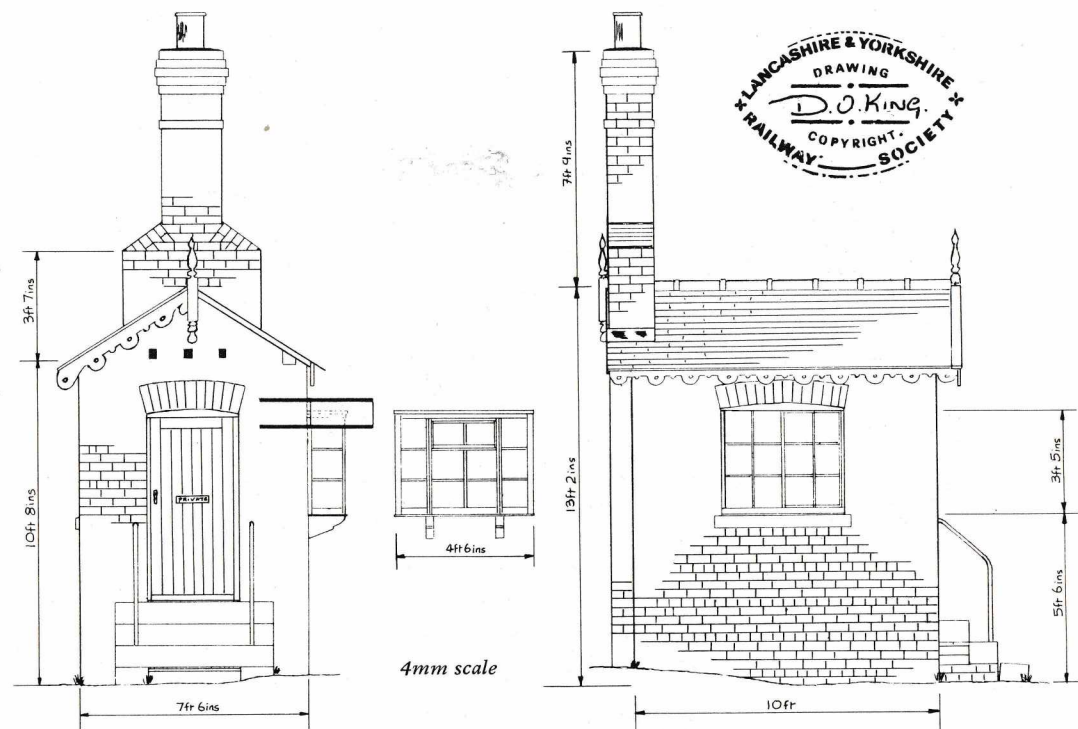 LANCASHIRE & YORKSHIRE
DRAWING
D.O.KING.
COPYRIGHT.
RAILWAY SOCIETY
7ft 9ins
3ft 7ins
10ft 8ins
PRIVATE
4ft 6ins
13ft 2ins
3ft 5ins
5ft 6ins
4mm scale
7ft 6ins
10ft